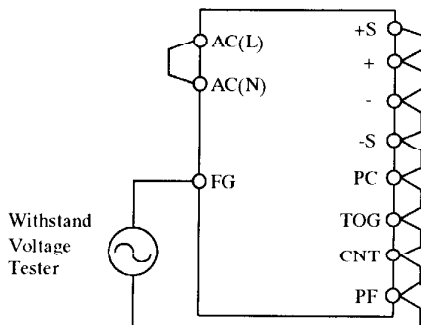 AC(L)
AC(N)
FG
Withstand
Voltage
Tester
+S
+
-
-S
PC
TOG
CNT
PF